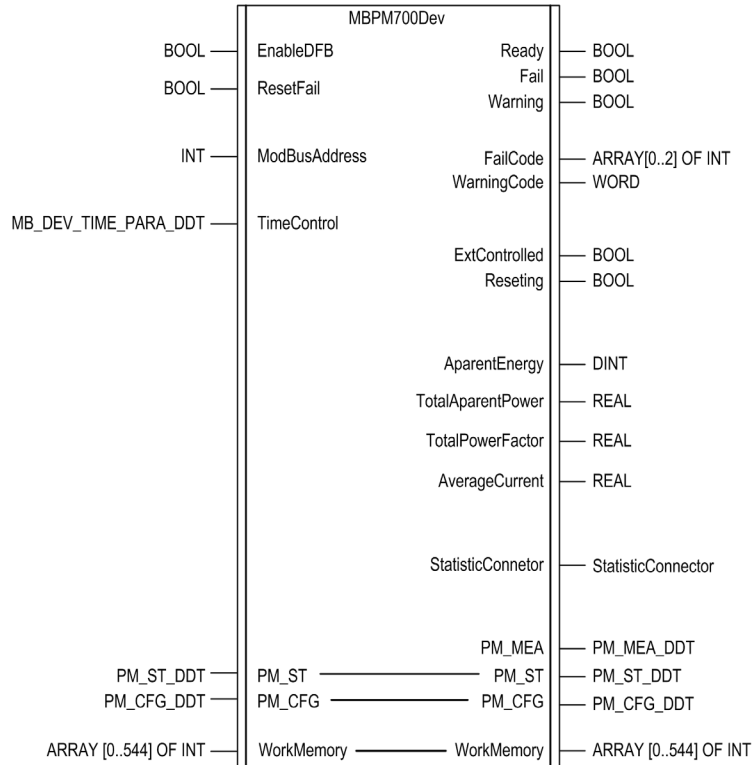 MBPM700Dev
BOOL EnableDFB Ready BOOL
Fail BOOL
BOOL ResetFail
Warning BOOL
INT ModBusAddress FailCode ARRAY[0..2] OF INT
WarningCode WORD
MB_DEV_TIME_PARA_DDT TimeControl
ExtControlled BOOL
Reseting BOOL
AparentEnergy DINT
TotalAparentPower REAL
TotalPowerFactor REAL
AverageCurrent REAL
StatisticConnetor StatisticConnector
PM_MEA PM_MEA_DDT
PM_ST_DDT PM_ST PM_ST PM_ST_DDT
PM_CFG_DDT PM_CFG PM_CFG PM_CFG_DDT
ARRAY [0..544] OF INT WorkMemory WorkMemory ARRAY [0..544] OF INT